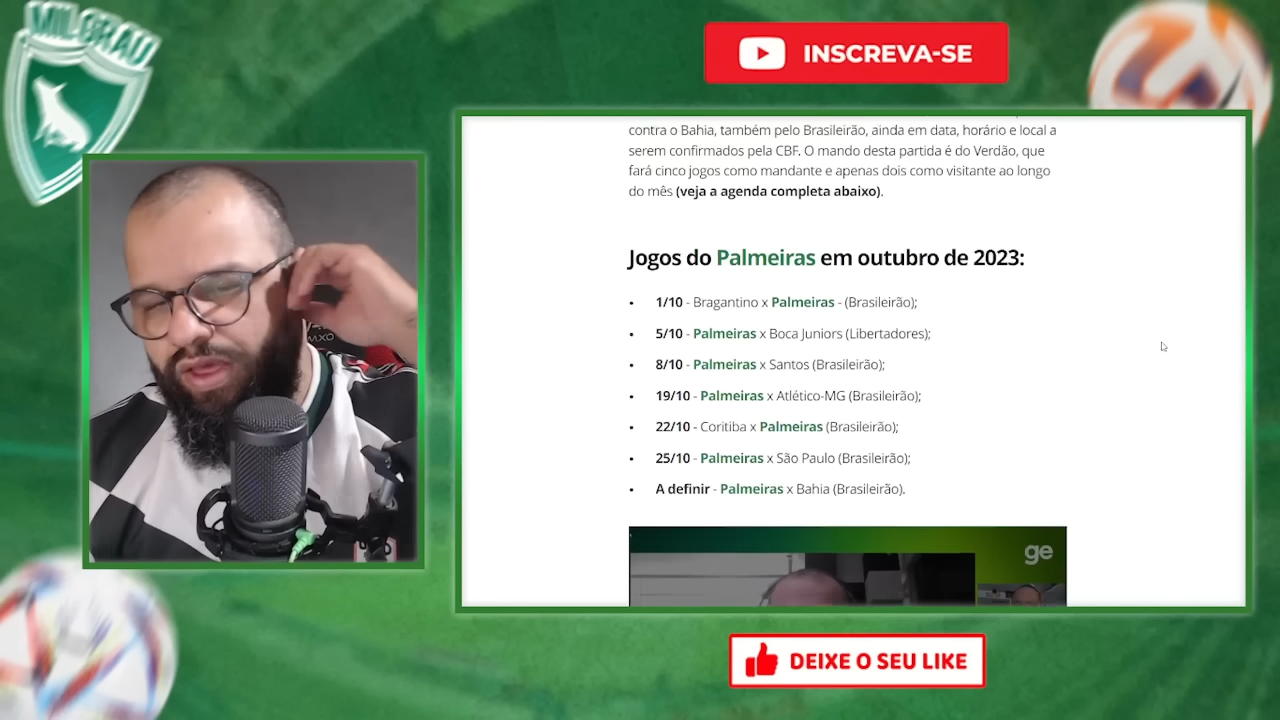 MIL GRAU
INSCREVA-SE
contra o Bahia, também pelo Brasileirão, ainda em data, horário e local a
serem confirmados pela CBF. O mando desta partida é do Verdão, que
fará cinco jogos como mandante e apenas dois como visitante ao longo
do mês (veja a agenda completa abaixo).
Jogos do Palmeiras em outubro de 2023:
• 1/10 - Bragantino x Palmeiras - (Brasileirão);
• 5/10 - Palmeiras x Boca Juniors (Libertadores);
• 8/10 - Palmeiras x Santos (Brasileirão);
• 19/10 - Palmeiras x Atlético-MG (Brasileirão);
• 22/10 - Coritiba x Palmeiras (Brasileirão);
• 25/10 - Palmeiras x São Paulo (Brasileirão);
• A definir - Palmeiras x Bahia (Brasileirão).
ge
DEIXE O SEU LIKE